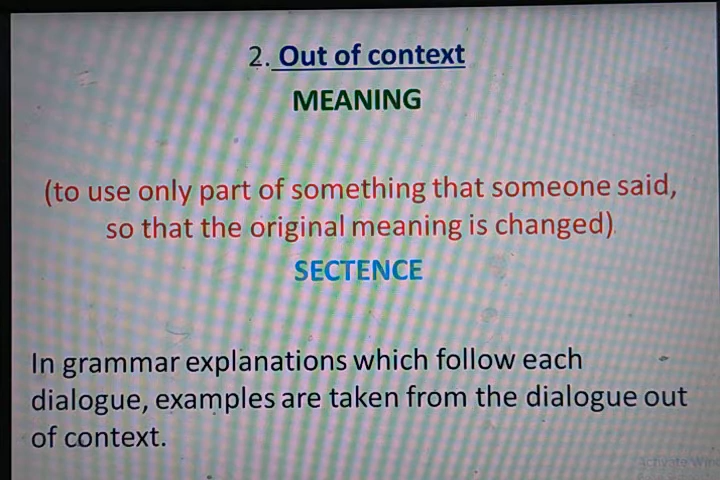 2. Out of context
MEANING
(to use only part of something that someone said,
so that the original meaning is changed)
SECTENCE
In grammar explanations which follow each
dialogue, examples are taken from the dialogue out
of context.